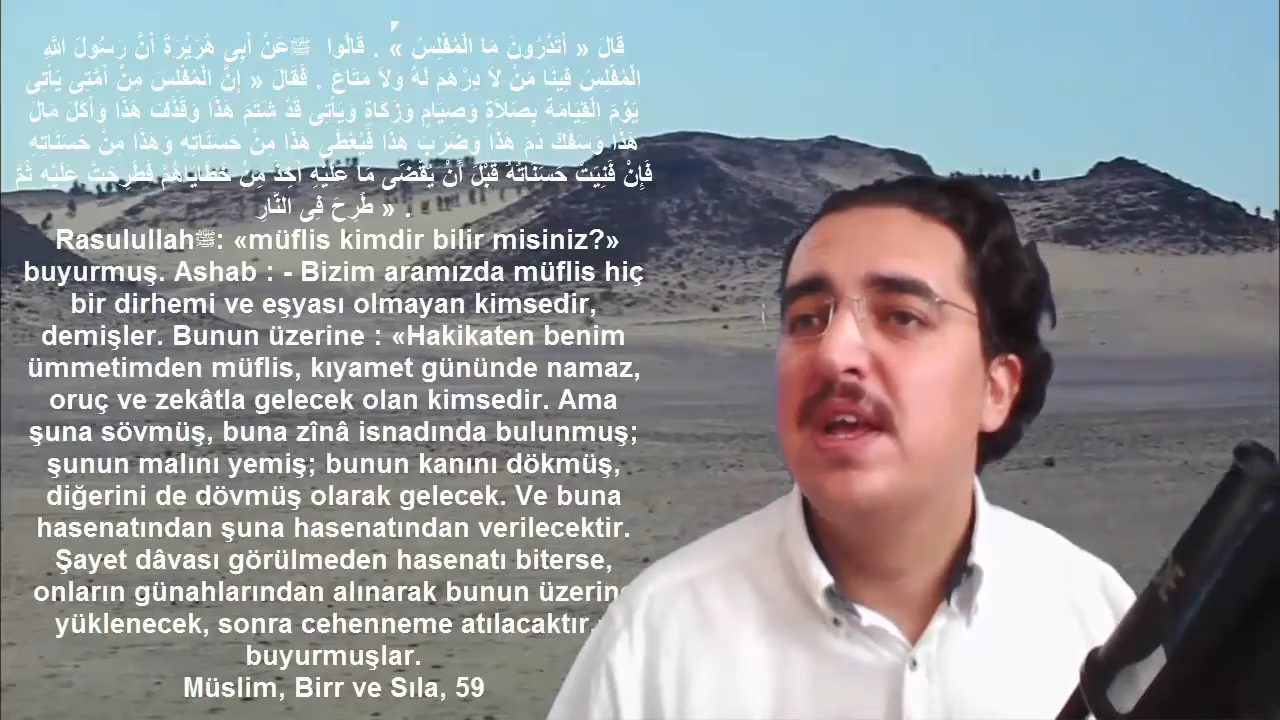 قَالَ « أَتَدْرُونَ مَا الْمُفْلِسُ » . قَالُوا ﷺعَنْ أَبِى هُرَيْرَةَ أَنَّ رَسُولَ اللَّهِ
الْمُفْلِسُ فِينَا مَنْ لاَ دِرْهَمَ لَهُ وَلاَ مَتَاعَ . فَقَالَ « إِنَّ الْمُفْلِسَ مِنْ أُمَّتِى يَأْتِى
يَوْمَ الْقِيَامَةِ بِصَلاَةٍ وَصِيَامٍ وَزَكَاةٍ وَيَأْتِى قَدْ شَتَمَ هَذَا وَقَذَفَ هَذَا وَأَكَلَ مَالَ
هَذَا وَسَفَكَ دَمَ هَذَا وَضَرَبَ هَذَا فَيُعْطَى هَذَا مِنْ حَسَنَاتِهِ وَهَذَا مِنْ حَسَنَاتِهِ
فَإِنْ فَنِيَتْ حَسَنَاتُهُ قَبْلَ أَنْ يُقْضَى مَا عَلَيْهِ أُخِذَ مِنْ خَطَايَاهُمْ فَطُرِحَتْ عَلَيْهِ ثُمَّ
طُرِحَ فِى النَّارِ » .
Rasulullahﷺ: «müflis kimdir bilir misiniz?»
buyurmuş. Ashab : - Bizim aramızda müflis hiç
bir dirhemi ve eşyası olmayan kimsedir,
demişler. Bunun üzerine : «Hakikaten benim
ümmetimden müflis, kıyamet gününde namaz,
oruç ve zekâtla gelecek olan kimsedir. Ama
şuna sövmüş, buna zînâ isnadında bulunmuş;
şunun malını yemiş; bunun kanını dökmüş,
diğerini de dövmüş olarak gelecek. Ve buna
hasenatından şuna hasenatından verilecektir.
Şayet dâvası görülmeden hasenatı biterse,
onların günahlarından alınarak bunun üzerine
yüklenecek, sonra cehenneme atılacaktır.
buyurmuşlar.
Müslim, Birr ve Sıla, 59